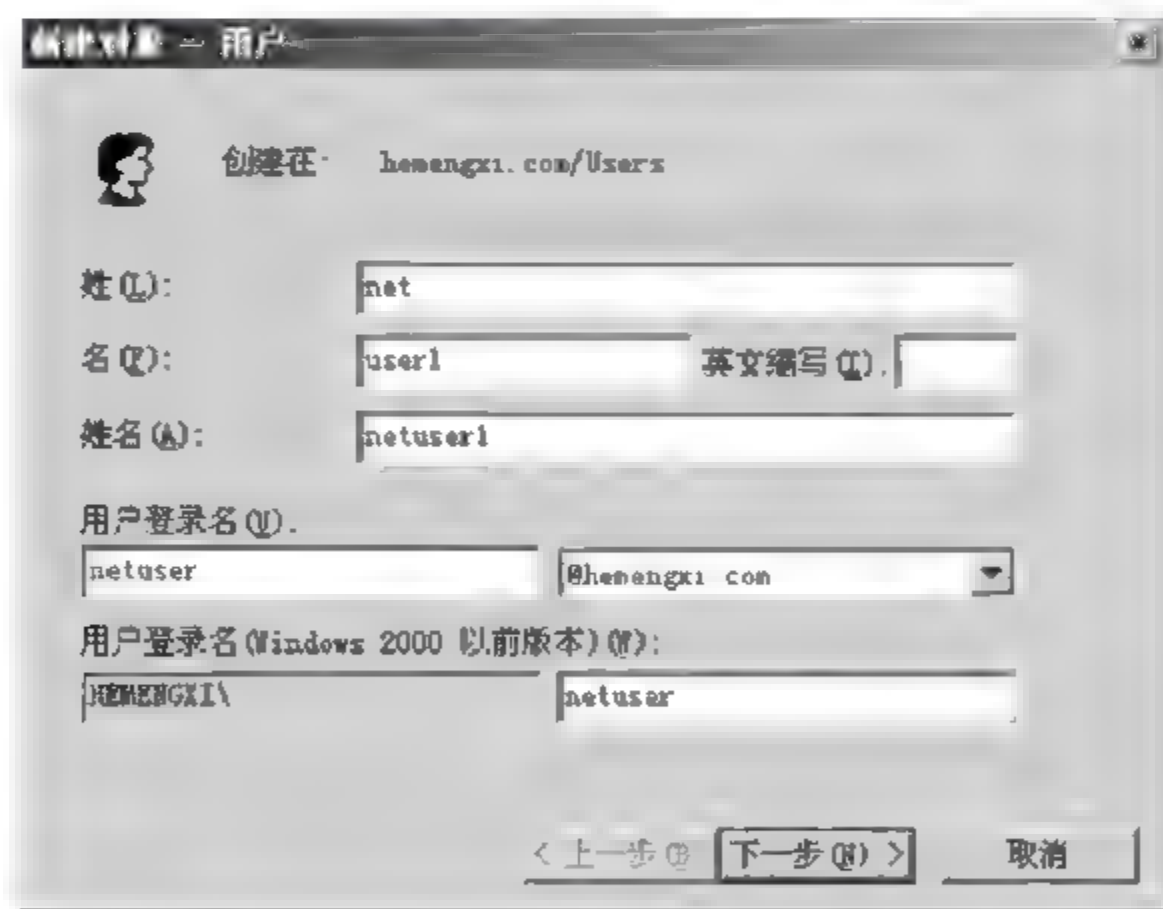 新建对象 - 用户
创建在: hemengxi.com/Users
姓(L): net
名(F): user1 英文缩写(I).
姓名(A): netuser1
用户登录名(U).
netuser @hemengxi com
用户登录名(Windows 2000 以前版本)(W):
HEMENGXI\ netuser
< 上一步(B 下一步(N) > 取消